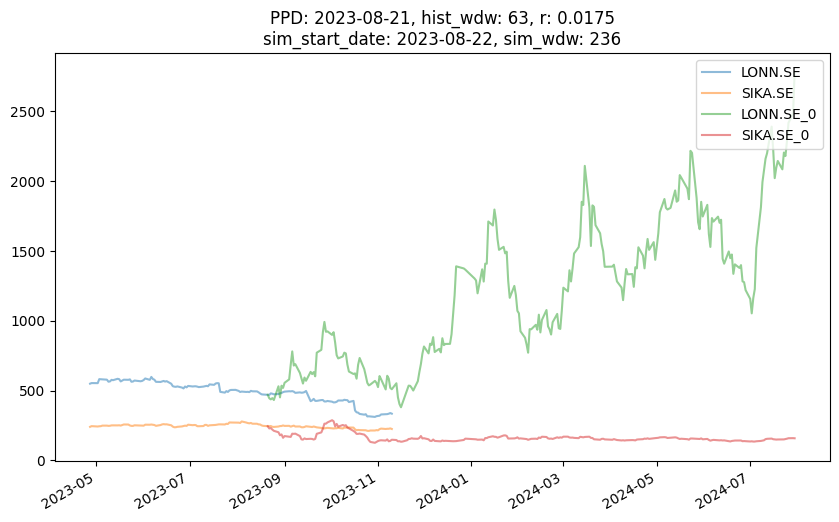 PPD: 2023-08-21, hist_wdw: 63, r: 0.0175
sim_start_date: 2023-08-22, sim_wdw: 236
LONN.SE
SIKA.SE
LONN.SE_0
SIKA.SE_0
2500
2000
1500
1000
500
0
2023-05
2023-07
2023-09
2023-11
2024-01
2024-03
2024-05
2024-07